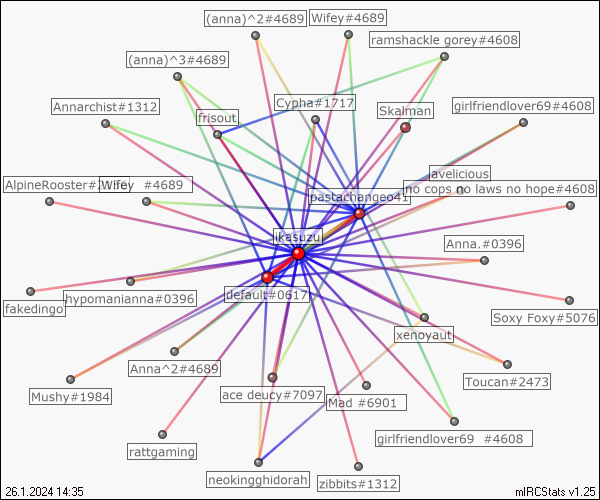 (anna)^2#4689
Wifey#4689
ramshackle gorey#4608
(anna)^3#4689
Annarchist#1312
frisout
Cypha#1717
Skalman
girlfriendlover69#4608
avelicious
AlpineRooster#
Wifey #4689
pastachangeo41
no cops no laws no hope#4608
ikasuzu
Anna.#0396
fakedingo
hypomanianna#0396
default#0617
Soxy Foxy#5076
xenoyaut
Anna^2#4689
Toucan#2473
Mushy#1984
ace deucy#7097
Mad #6901
rattgaming
girlfriendlover69 #4608
neokingghidorah
zibbits#1312
26.1.2024 14:35
mIRCStats v1.25